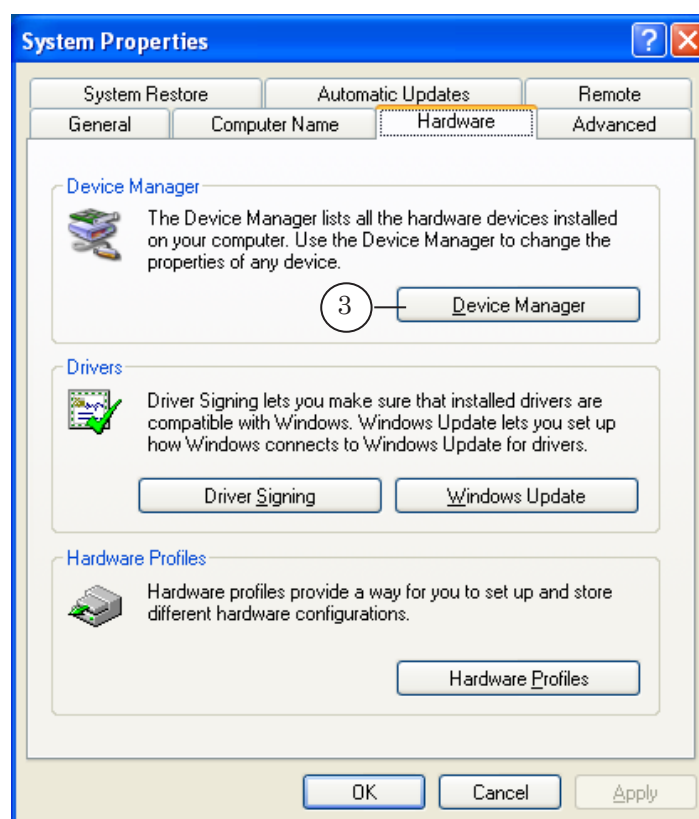 System Properties
System Restore
Automatic Updates
Remote
General
Computer Name
Hardware
Advanced
Device Manager
The Device Manager lists all the hardware devices installed
on your computer. Use the Device Manager to change the
properties of any device.
3
Device Manager
Drivers
Driver Signing lets you make sure that installed drivers are
compatible with Windows. Windows Update lets you set up
how Windows connects to Windows Update for drivers.
Driver Signing
Windows Update
Hardware Profiles
Hardware profiles provide a way for you to set up and store
different hardware configurations.
Hardware Profiles
OK
Cancel
Apply